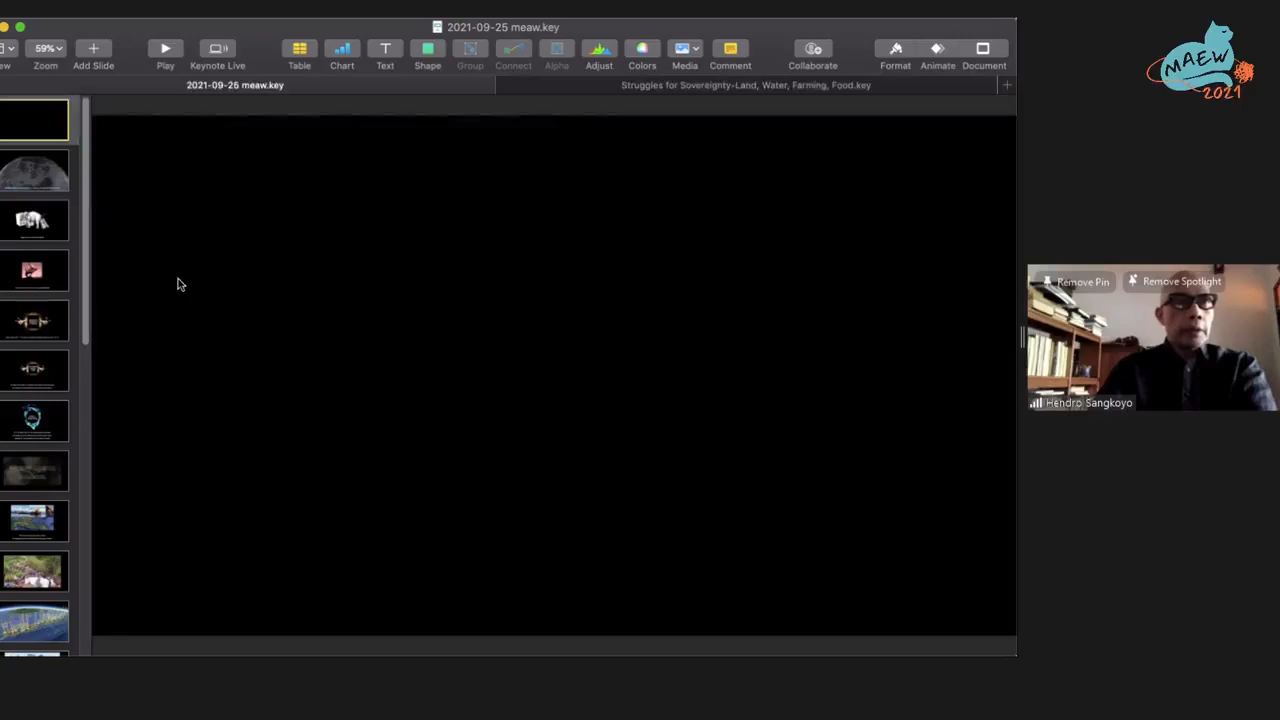 2021-09-25 meaw.key
59%
Zoom
Add Slide
Play
Keynote Live
Table
Chart
Text
Shape
Group
Connect
Alpha
Adjust
Colors
Media
Comment
Collaborate
Format
Animate
Document
2021-09-25 meaw.key
Struggles for Sovereignty-Land, Water, Farming, Food.key
MAEW
2021
Remove Pin
Remove Spotlight
Hendro Sangkoyo